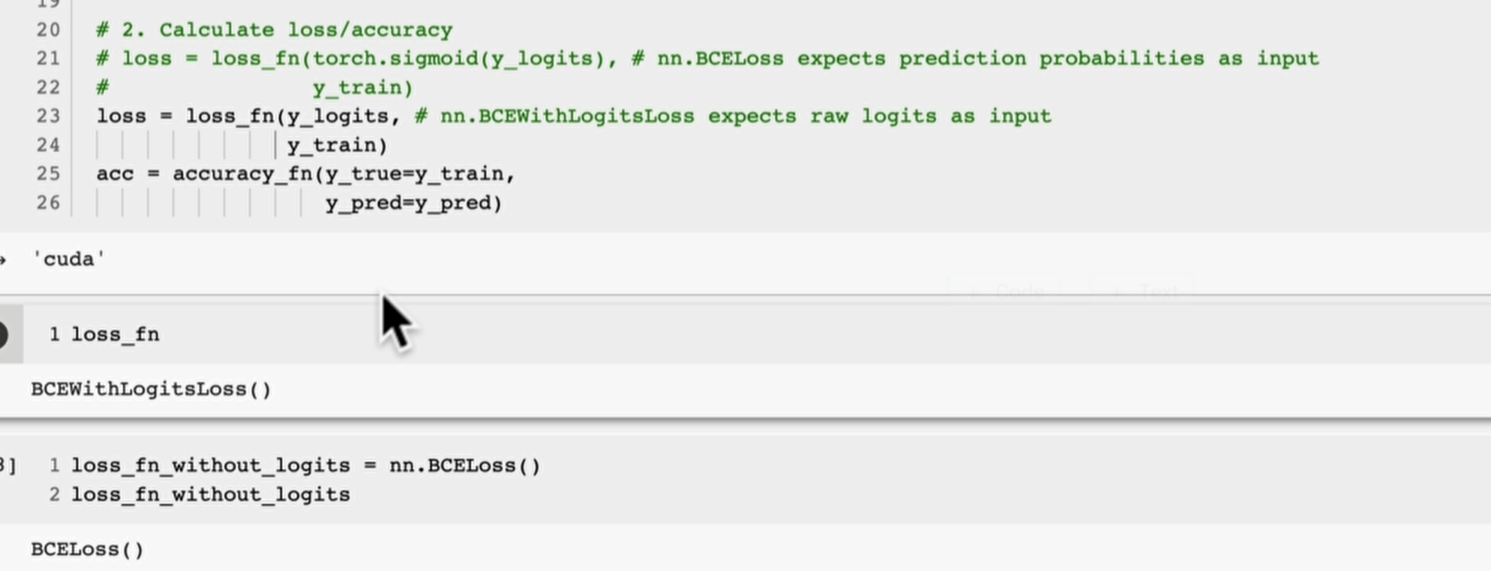 19
20 # 2. Calculate loss/accuracy
21 # loss = loss_fn(torch.sigmoid(y_logits), # nn.BCELoss expects prediction probabilities as input
22 #                y_train)
23 loss = loss_fn(y_logits, # nn.BCEWithLogitsLoss expects raw logits as input
24                y_train)
25 acc = accuracy_fn(y_true=y_train,
26                   y_pred=y_pred)
'cuda'
+ Code + Text
1 loss_fn
BCEWithLogitsLoss()
3] 1 loss_fn_without_logits = nn.BCELoss()
2 loss_fn_without_logits
BCELoss()